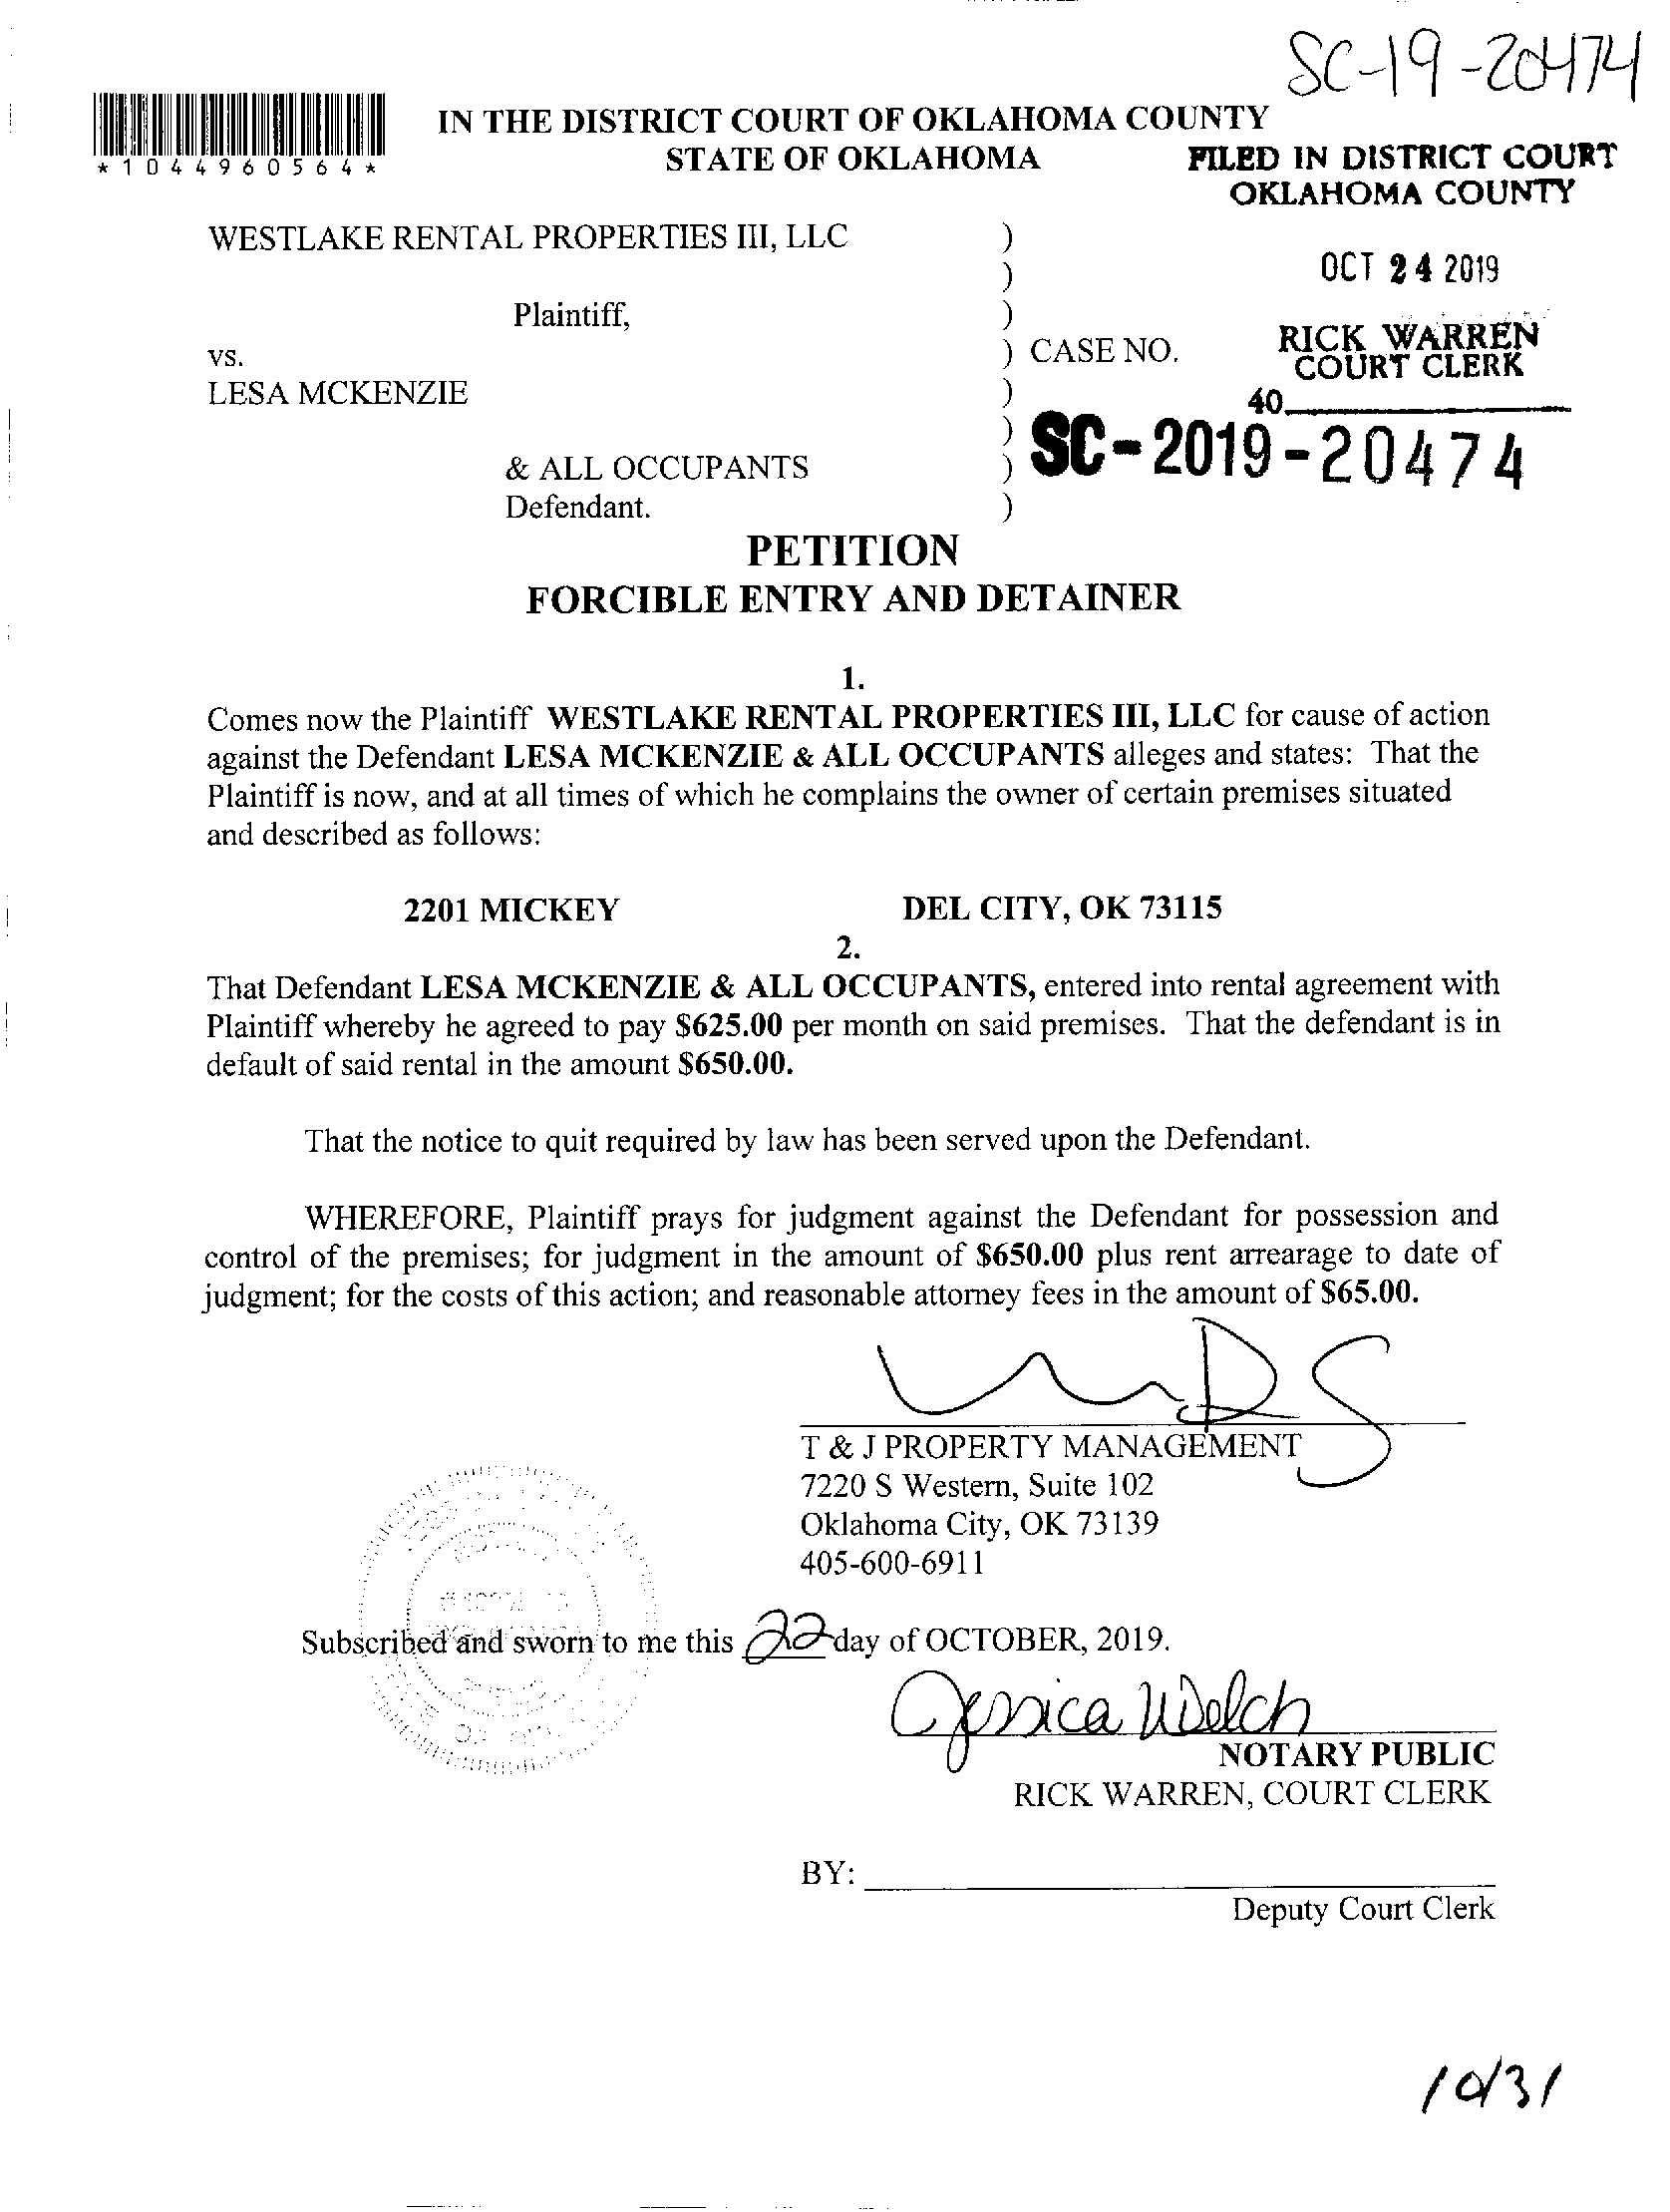 SC-19-20474
*1044960564*
IN THE DISTRICT COURT OF OKLAHOMA COUNTY
STATE OF OKLAHOMA
FILED IN DISTRICT COURT
OKLAHOMA COUNTY
WESTLAKE RENTAL PROPERTIES III, LLC )
)
OCT 24 2019
Plaintiff, )
vs. ) CASE NO.
RICK WARREN
COURT CLERK
LESA MCKENZIE )
40
) SC-2019-20474
& ALL OCCUPANTS )
Defendant. )
PETITION
FORCIBLE ENTRY AND DETAINER
1.
Comes now the Plaintiff WESTLAKE RENTAL PROPERTIES III, LLC for cause of action
against the Defendant LESA MCKENZIE & ALL OCCUPANTS alleges and states: That the
Plaintiff is now, and at all times of which he complains the owner of certain premises situated
and described as follows:
2201 MICKEY DEL CITY, OK 73115
2.
That Defendant LESA MCKENZIE & ALL OCCUPANTS, entered into rental agreement with
Plaintiff whereby he agreed to pay $625.00 per month on said premises. That the defendant is in
default of said rental in the amount $650.00.
That the notice to quit required by law has been served upon the Defendant.
WHEREFORE, Plaintiff prays for judgment against the Defendant for possession and
control of the premises; for judgment in the amount of $650.00 plus rent arrearage to date of
judgment; for the costs of this action; and reasonable attorney fees in the amount of $65.00.
T & J PROPERTY MANAGEMENT
7220 S Western, Suite 102
Oklahoma City, OK 73139
405-600-6911
Subscribed and sworn to me this 22 day of OCTOBER, 2019.
Jessica Welch
NOTARY PUBLIC
RICK WARREN, COURT CLERK
BY:
Deputy Court Clerk
10/31